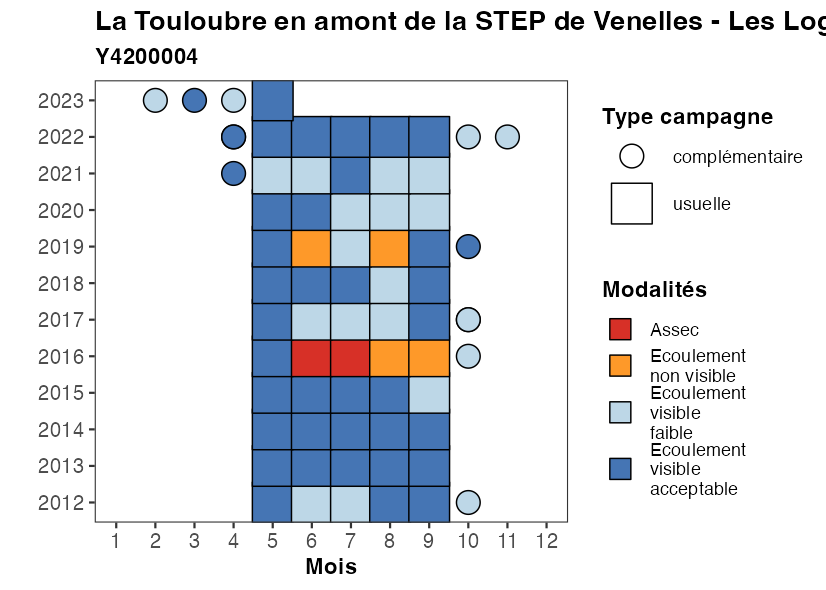 La Touloubre en amont de la STEP de Venelles - Les Log
Y4200004
2023
2022
2021
2020
2019
2018
2017
2016
2015
2014
2013
2012
1 2 3 4 5 6 7 8 9 10 11 12
Mois
Type campagne
complémentaire
usuelle
Modalités
Assec
Ecoulement
non visible
Ecoulement
visible
faible
Ecoulement
visible
acceptable